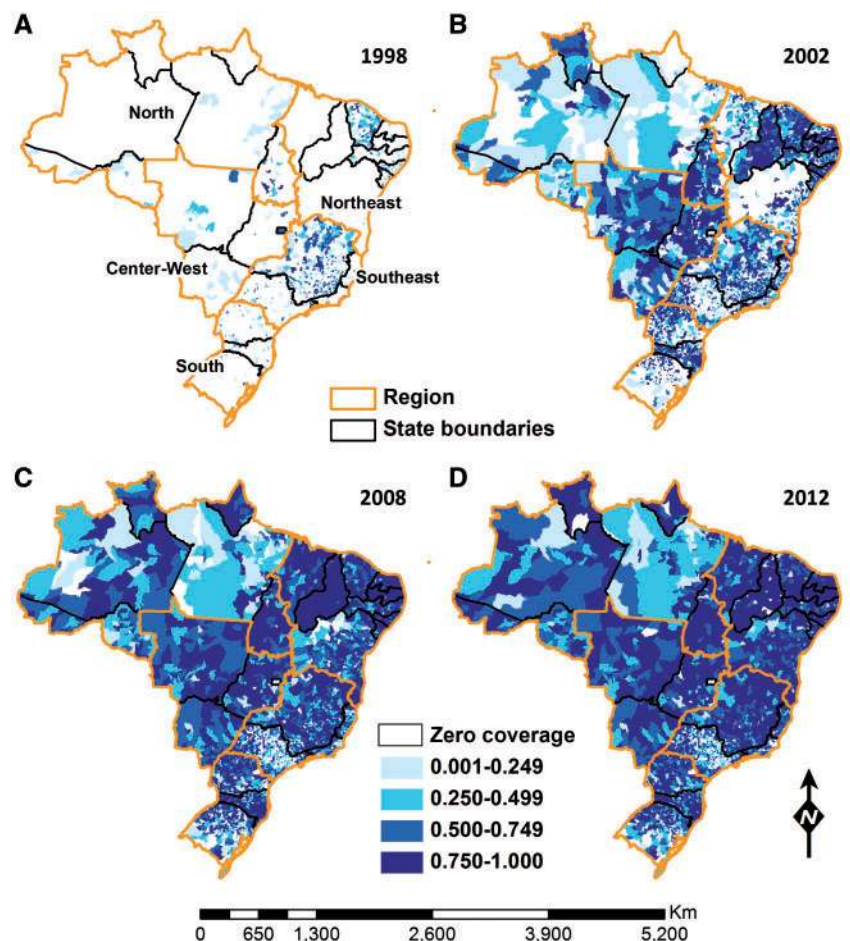 A
1998
North
Northeast
Center-West
Southeast
South
B
2002
Region
State boundaries
C
2008
D
2012
Zero coverage
0.001-0.249
0.250-0.499
0.500-0.749
0.750-1.000
N
Km
0 650 1.300 2.600 3.900 5.200